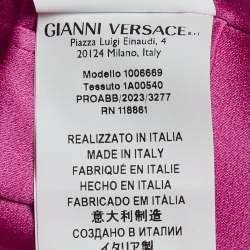 GIANNI VERSACE S.r.l.
Piazza Luigi Einaudi, 4
20124 Milano, Italy
Modello 1006669
Tessuto 1A00540
PROABB/2023/3277
RN 118861
REALIZZATO IN ITALIA
MADE IN ITALY
FABRIQUÉ EN ITALIE
HECHO EN ITALIA
FABRICADO EM ITÁLIA
意大利制造
СОЗДАНО В ИТАЛИИ
イタリア製